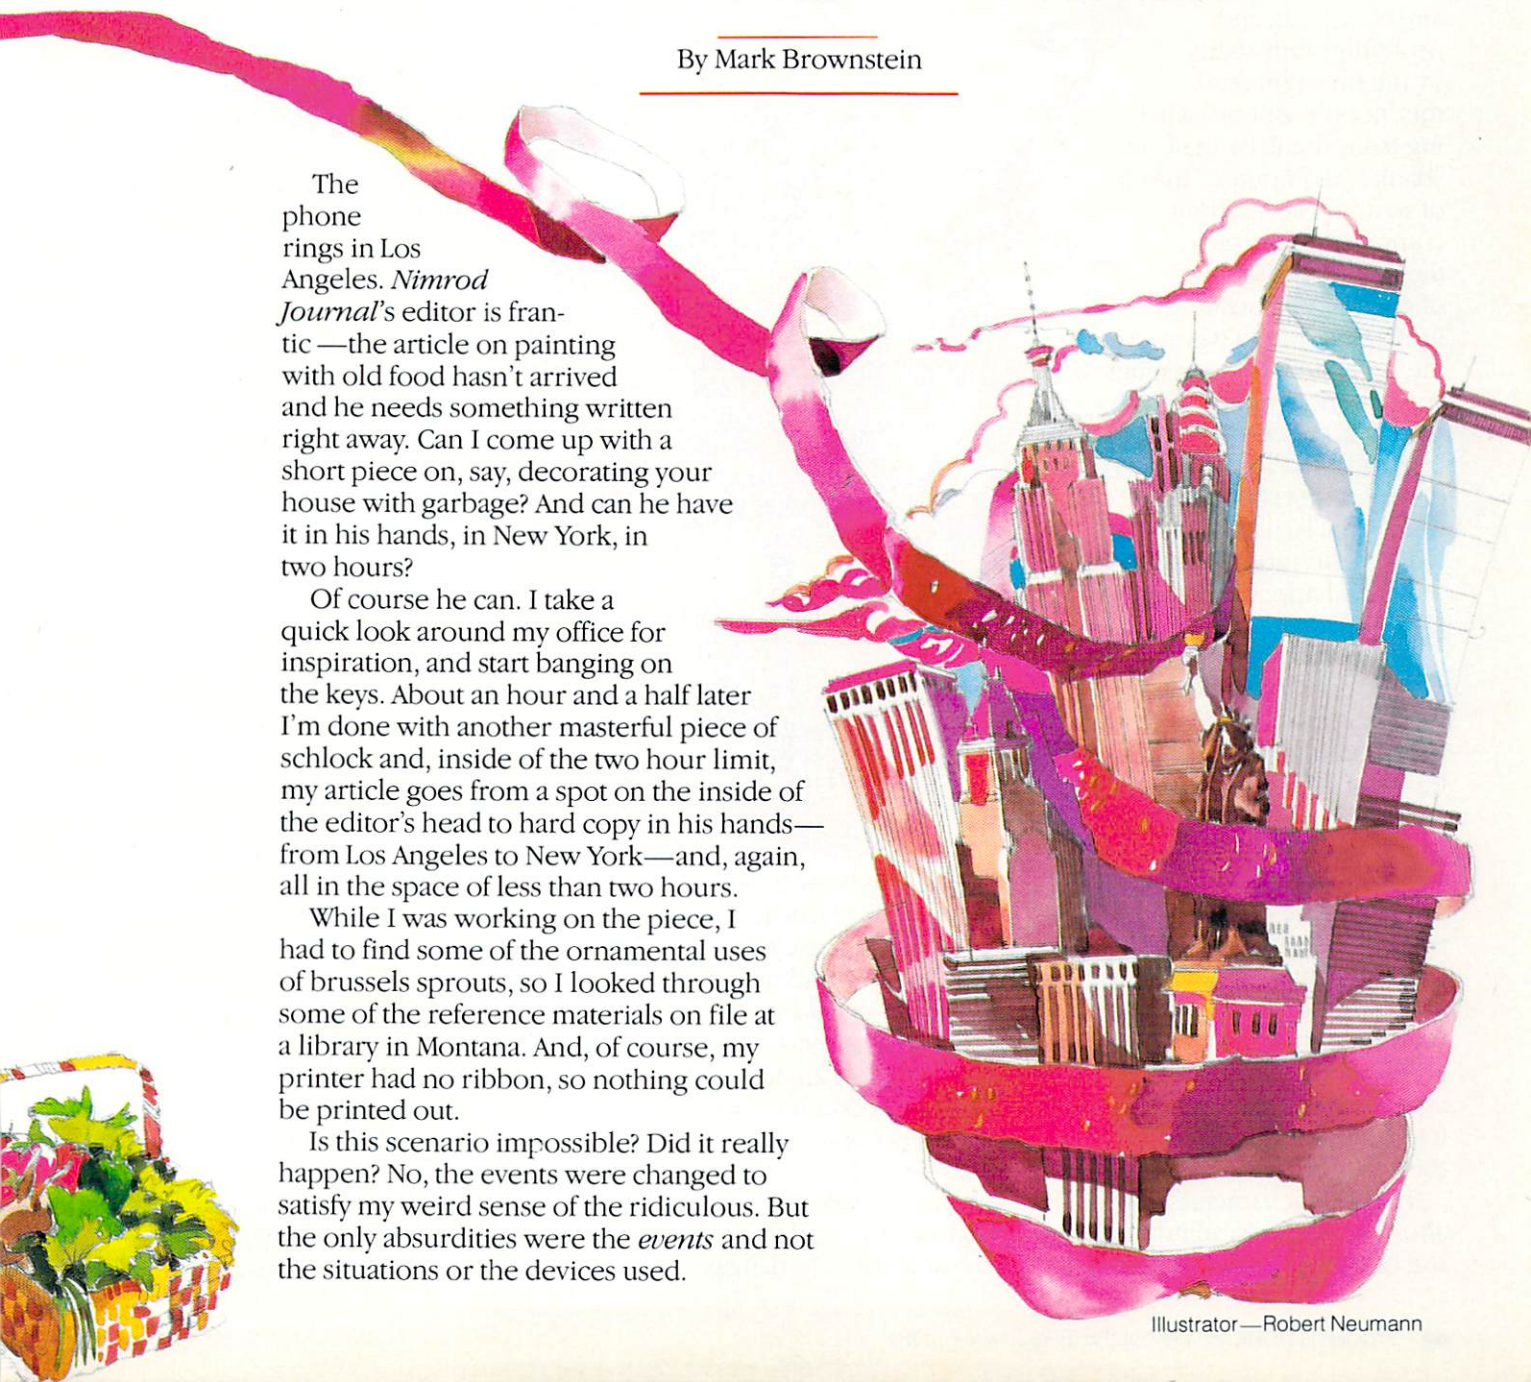 By Mark Brownstein
The
phone
rings in Los
Angeles. Nimrod
Journal's editor is fran-
tic —the article on painting
with old food hasn't arrived
and he needs something written
right away. Can I come up with a
short piece on, say, decorating your
house with garbage? And can he have
it in his hands, in New York, in
two hours?
Of course he can. I take a
quick look around my office for
inspiration, and start banging on
the keys. About an hour and a half later
I'm done with another masterful piece of
schlock and, inside of the two hour limit,
my article goes from a spot on the inside of
the editor's head to hard copy in his hands—
from Los Angeles to New York—and, again,
all in the space of less than two hours.
While I was working on the piece, I
had to find some of the ornamental uses
of brussels sprouts, so I looked through
some of the reference materials on file at
a library in Montana. And, of course, my
printer had no ribbon, so nothing could
be printed out.
Is this scenario impossible? Did it really
happen? No, the events were changed to
satisfy my weird sense of the ridiculous. But
the only absurdities were the events and not
the situations or the devices used.
Illustrator—Robert Neumann